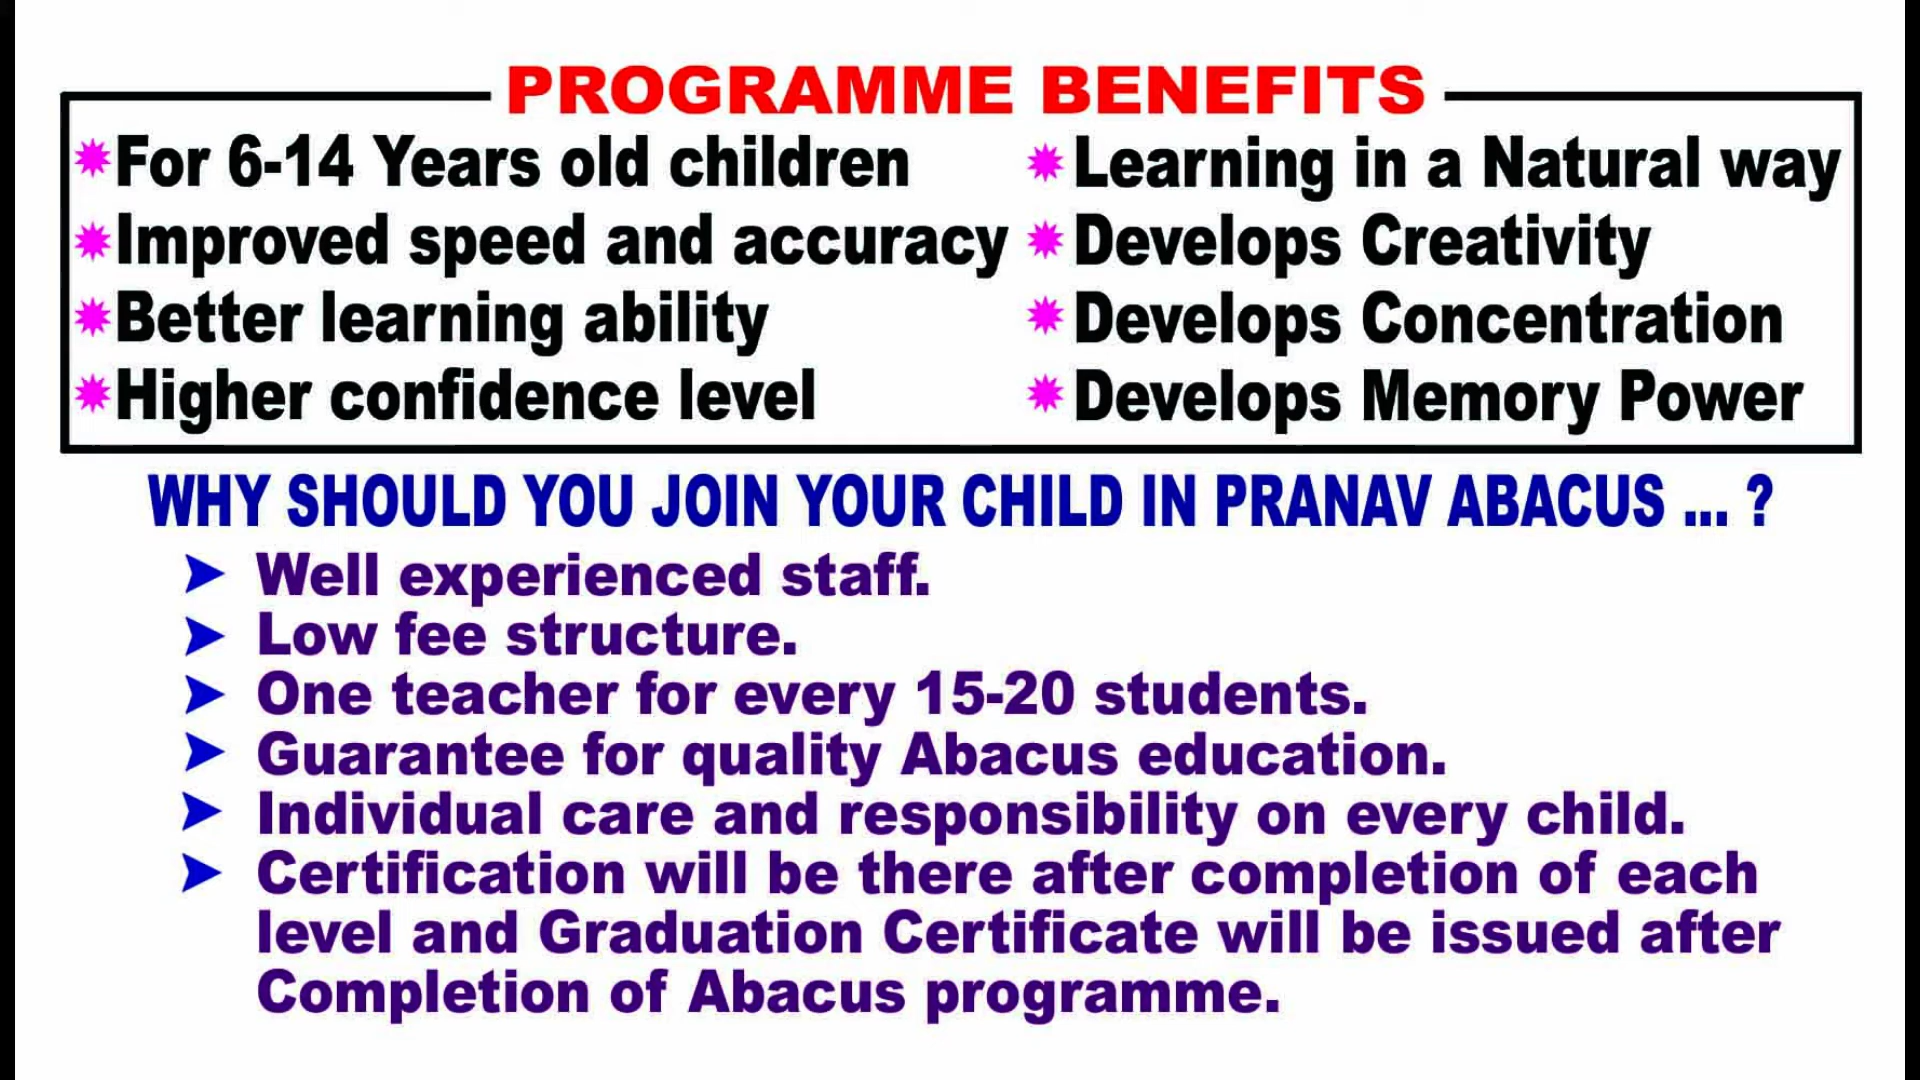 PROGRAMME BENEFITS
For 6-14 Years old children
Improved speed and accuracy
Better learning ability
Higher confidence level
Learning in a Natural way
Develops Creativity
Develops Concentration
Develops Memory Power
WHY SHOULD YOU JOIN YOUR CHILD IN PRANAV ABACUS ... ?
Well experienced staff.
Low fee structure.
One teacher for every 15-20 students.
Guarantee for quality Abacus education.
Individual care and responsibility on every child.
Certification will be there after completion of each
level and Graduation Certificate will be issued after
Completion of Abacus programme.